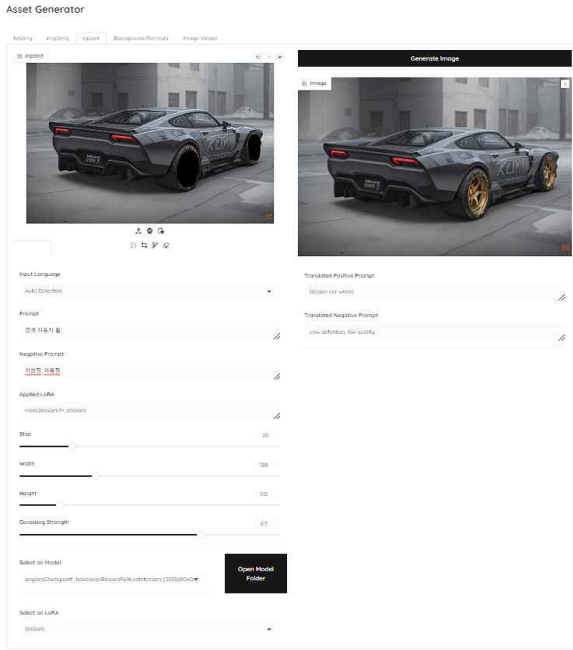 Asset Generator
txt2img img2img Inpaint Background Remover Image Viewer
Inpaint
Generate Image
Image
Input Language
Auto Detection
Prompt
금색 자동차 휠,
Negative Prompt
저화질, 저품질
Applied LoRA
Step
20
Width
768
Height
512
Denoising Strength
0.7
Select an Model
Open Model
Folder
Select an LoRA
Translated Positive Prompt
Golden car wheel,
Translated Negative Prompt
Low definition, low quality